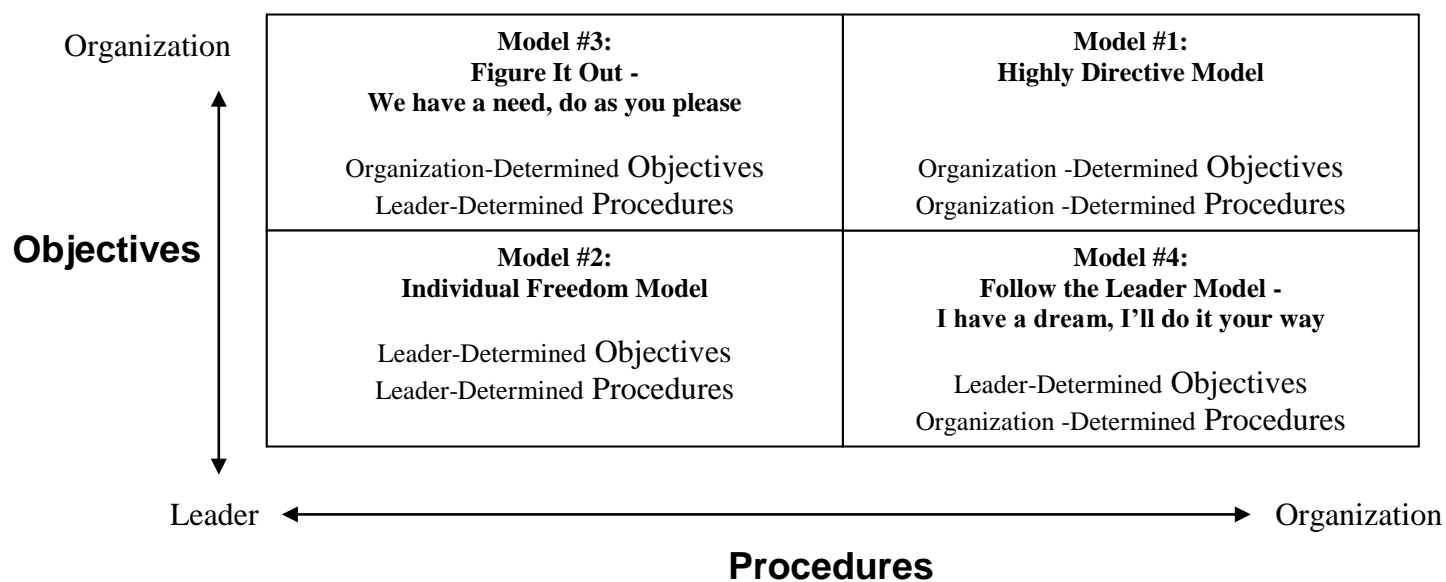 Organization
Model #3:
Figure It Out -
We have a need, do as you please
Organization-Determined Objectives
Leader-Determined Procedures
Model #1:
Highly Directive Model
Organization -Determined Objectives
Organization -Determined Procedures
Objectives
Model #2:
Individual Freedom Model
Leader-Determined Objectives
Leader-Determined Procedures
Model #4:
Follow the Leader Model -
I have a dream, I’ll do it your way
Leader-Determined Objectives
Organization -Determined Procedures
Leader
Organization
Procedures